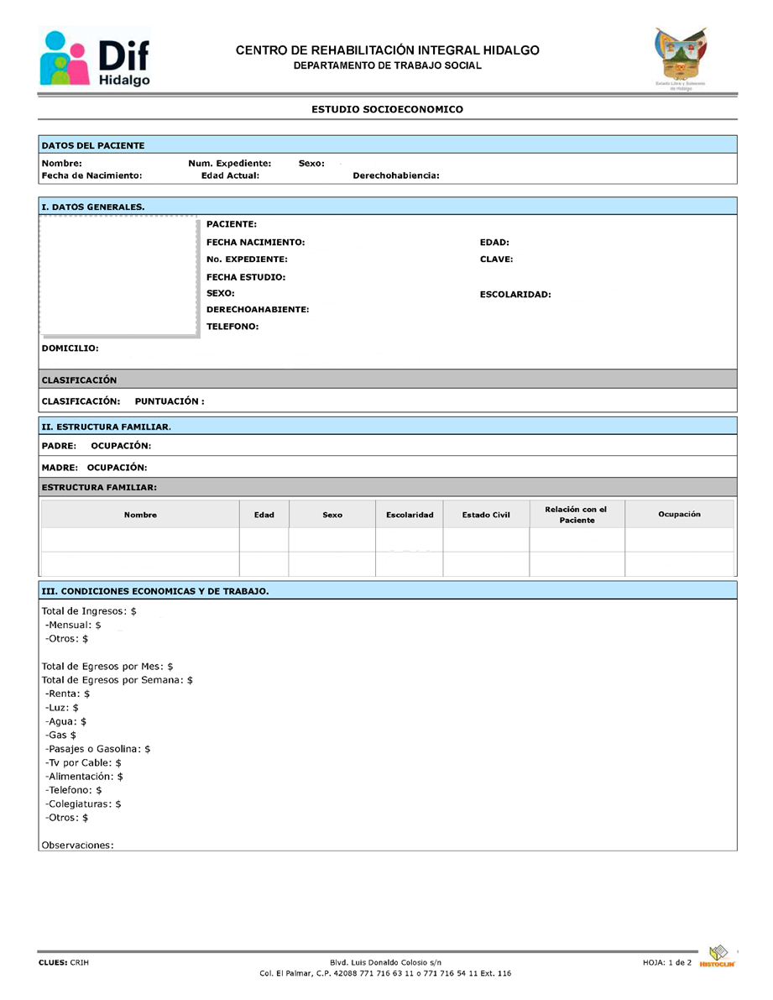 Dif
Hidalgo
CENTRO DE REHABILITACIÓN INTEGRAL HIDALGO
DEPARTAMENTO DE TRABAJO SOCIAL
Estado Libre y Soberano
de Hidalgo
ESTUDIO SOCIOECONOMICO
DATOS DEL PACIENTE
Nombre: Num. Expediente: Sexo:
Fecha de Nacimiento: Edad Actual: Derechohabiencia:
I. DATOS GENERALES.
PACIENTE:
FECHA NACIMIENTO: EDAD:
No. EXPEDIENTE: CLAVE:
FECHA ESTUDIO:
SEXO: ESCOLARIDAD:
DERECHOAHABIENTE:
TELEFONO:
DOMICILIO:
CLASIFICACIÓN
CLASIFICACIÓN: PUNTUACIÓN :
II. ESTRUCTURA FAMILIAR.
PADRE: OCUPACIÓN:
MADRE: OCUPACIÓN:
ESTRUCTURA FAMILIAR:
Nombre Edad Sexo Escolaridad Estado Civil Relación con el Paciente Ocupación
III. CONDICIONES ECONOMICAS Y DE TRABAJO.
Total de Ingresos: $
-Mensual: $
-Otros: $
Total de Egresos por Mes: $
Total de Egresos por Semana: $
-Renta: $
-Luz: $
-Agua: $
-Gas $
-Pasajes o Gasolina: $
-Tv por Cable: $
-Alimentación: $
-Telefono: $
-Colegiaturas: $
-Otros: $
Observaciones:
CLUES: CRIH Blvd. Luis Donaldo Colosio s/n HOJA: 1 de 2
HISTOCLIN
Col. El Palmar, C.P. 42088 771 716 63 11 o 771 716 54 11 Ext. 116